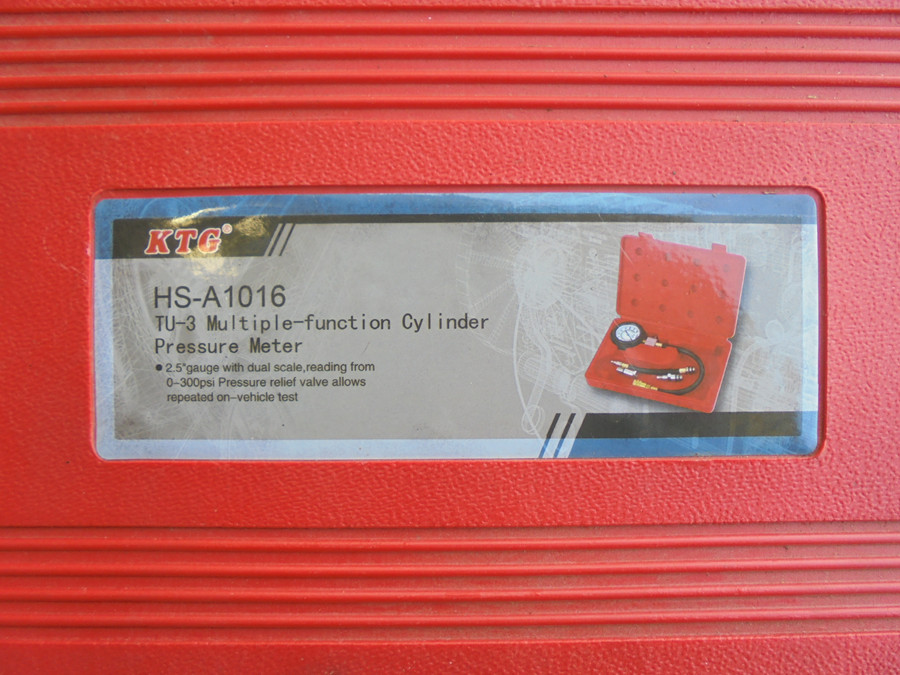 KTG®
HS-A1016
TU-3 Multiple-function Cylinder
Pressure Meter
● 2.5"gauge with dual scale,reading from
0-300psi Pressure relief valve allows
repeated on-vehicle test